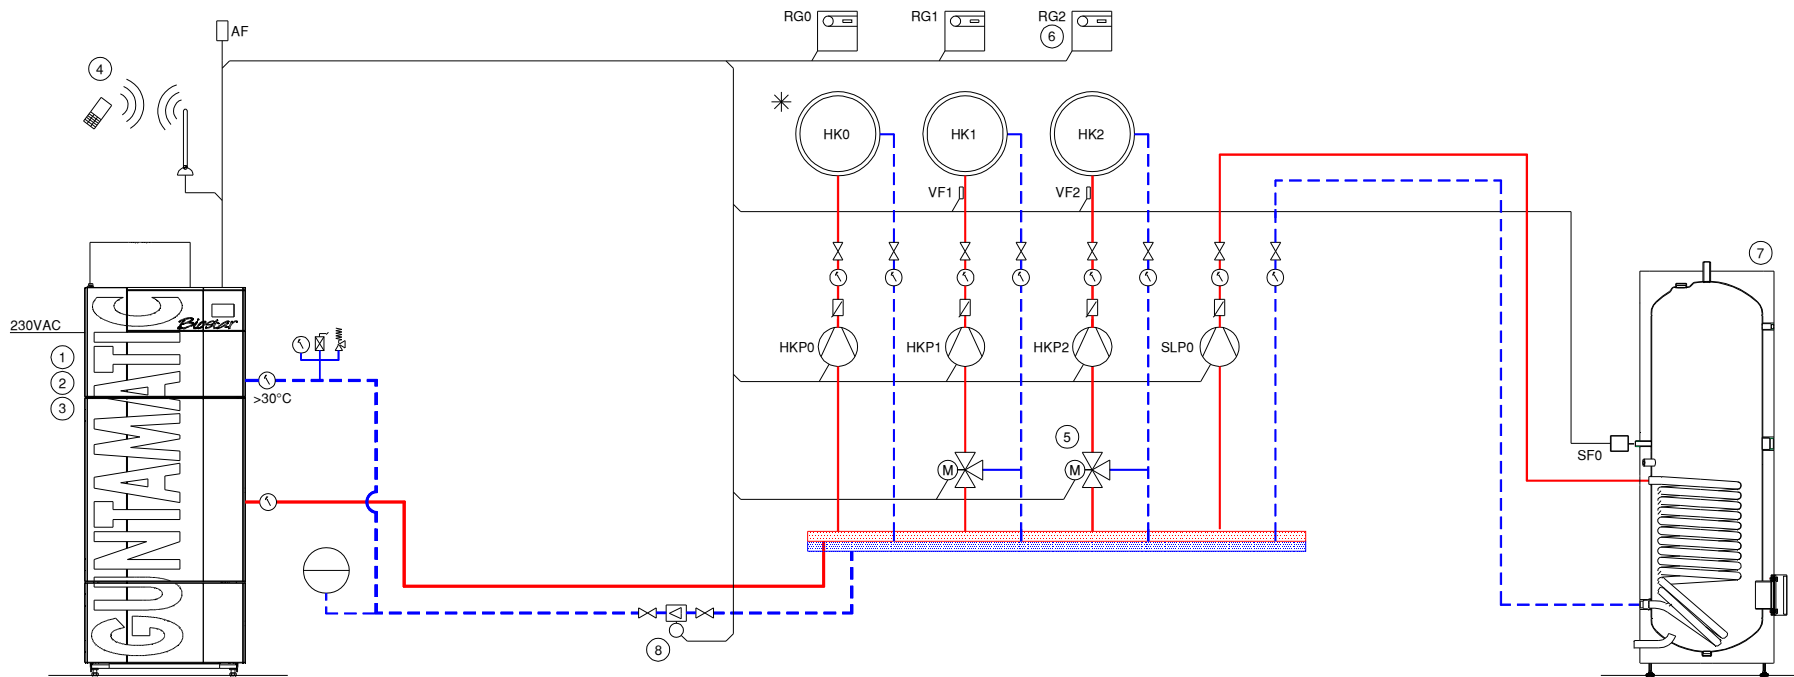 RG0
RG1
RG2
6
AF
4
HK0
HK1
HK2
VF1
VF2
7
230VAC
Biostar
GUNTAMATIC
1
2
3
>30°C
HKP0
HKP1
HKP2
SLP0
5
M
M
SF0
8